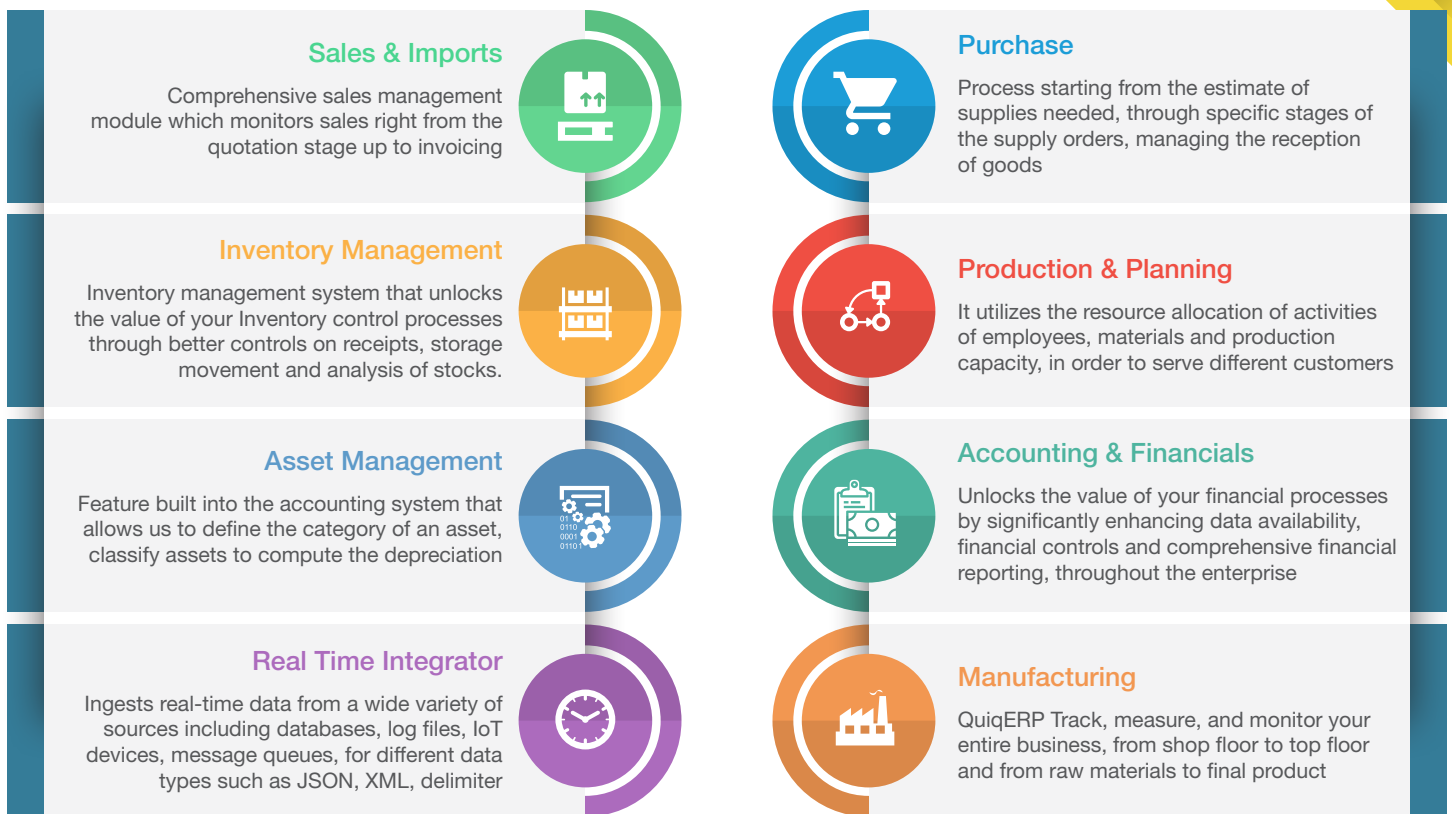 Sales & Imports
Comprehensive sales management
module which monitors sales right from the
quotation stage up to invoicing
Purchase
Process starting from the estimate of
supplies needed, through specific stages of
the supply orders, managing the reception
of goods
Inventory Management
Inventory management system that unlocks
the value of your Inventory control processes
through better controls on receipts, storage
movement and analysis of stocks.
Production & Planning
It utilizes the resource allocation of activities
of employees, materials and production
capacity, in order to serve different customers
Asset Management
Feature built into the accounting system that
allows us to define the category of an asset,
classify assets to compute the depreciation
01
0110
0001
01101
Accounting & Financials
Unlocks the value of your financial processes
by significantly enhancing data availability,
financial controls and comprehensive financial
reporting, throughout the enterprise
Real Time Integrator
Ingests real-time data from a wide variety of
sources including databases, log files, IoT
devices, message queues, for different data
types such as JSON, XML, delimiter
Manufacturing
QuiqERP Track, measure, and monitor your
entire business, from shop floor to top floor
and from raw materials to final product